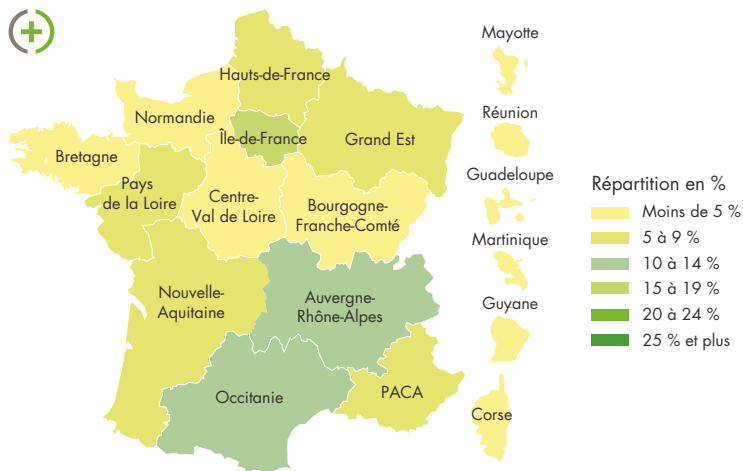 Mayotte
Hauts-de-France
Réunion
Normandie
Île-de-France
Grand Est
Bretagne
Guadeloupe
Pays
de la Loire
Centre-
Val de Loire
Bourgogne-
Franche-Comté
Martinique
Nouvelle-
Aquitaine
Auvergne-
Rhône-Alpes
Guyane
Occitanie
PACA
Corse
Répartition en %
Moins de 5 %
5 à 9 %
10 à 14 %
15 à 19 %
20 à 24 %
25 % et plus